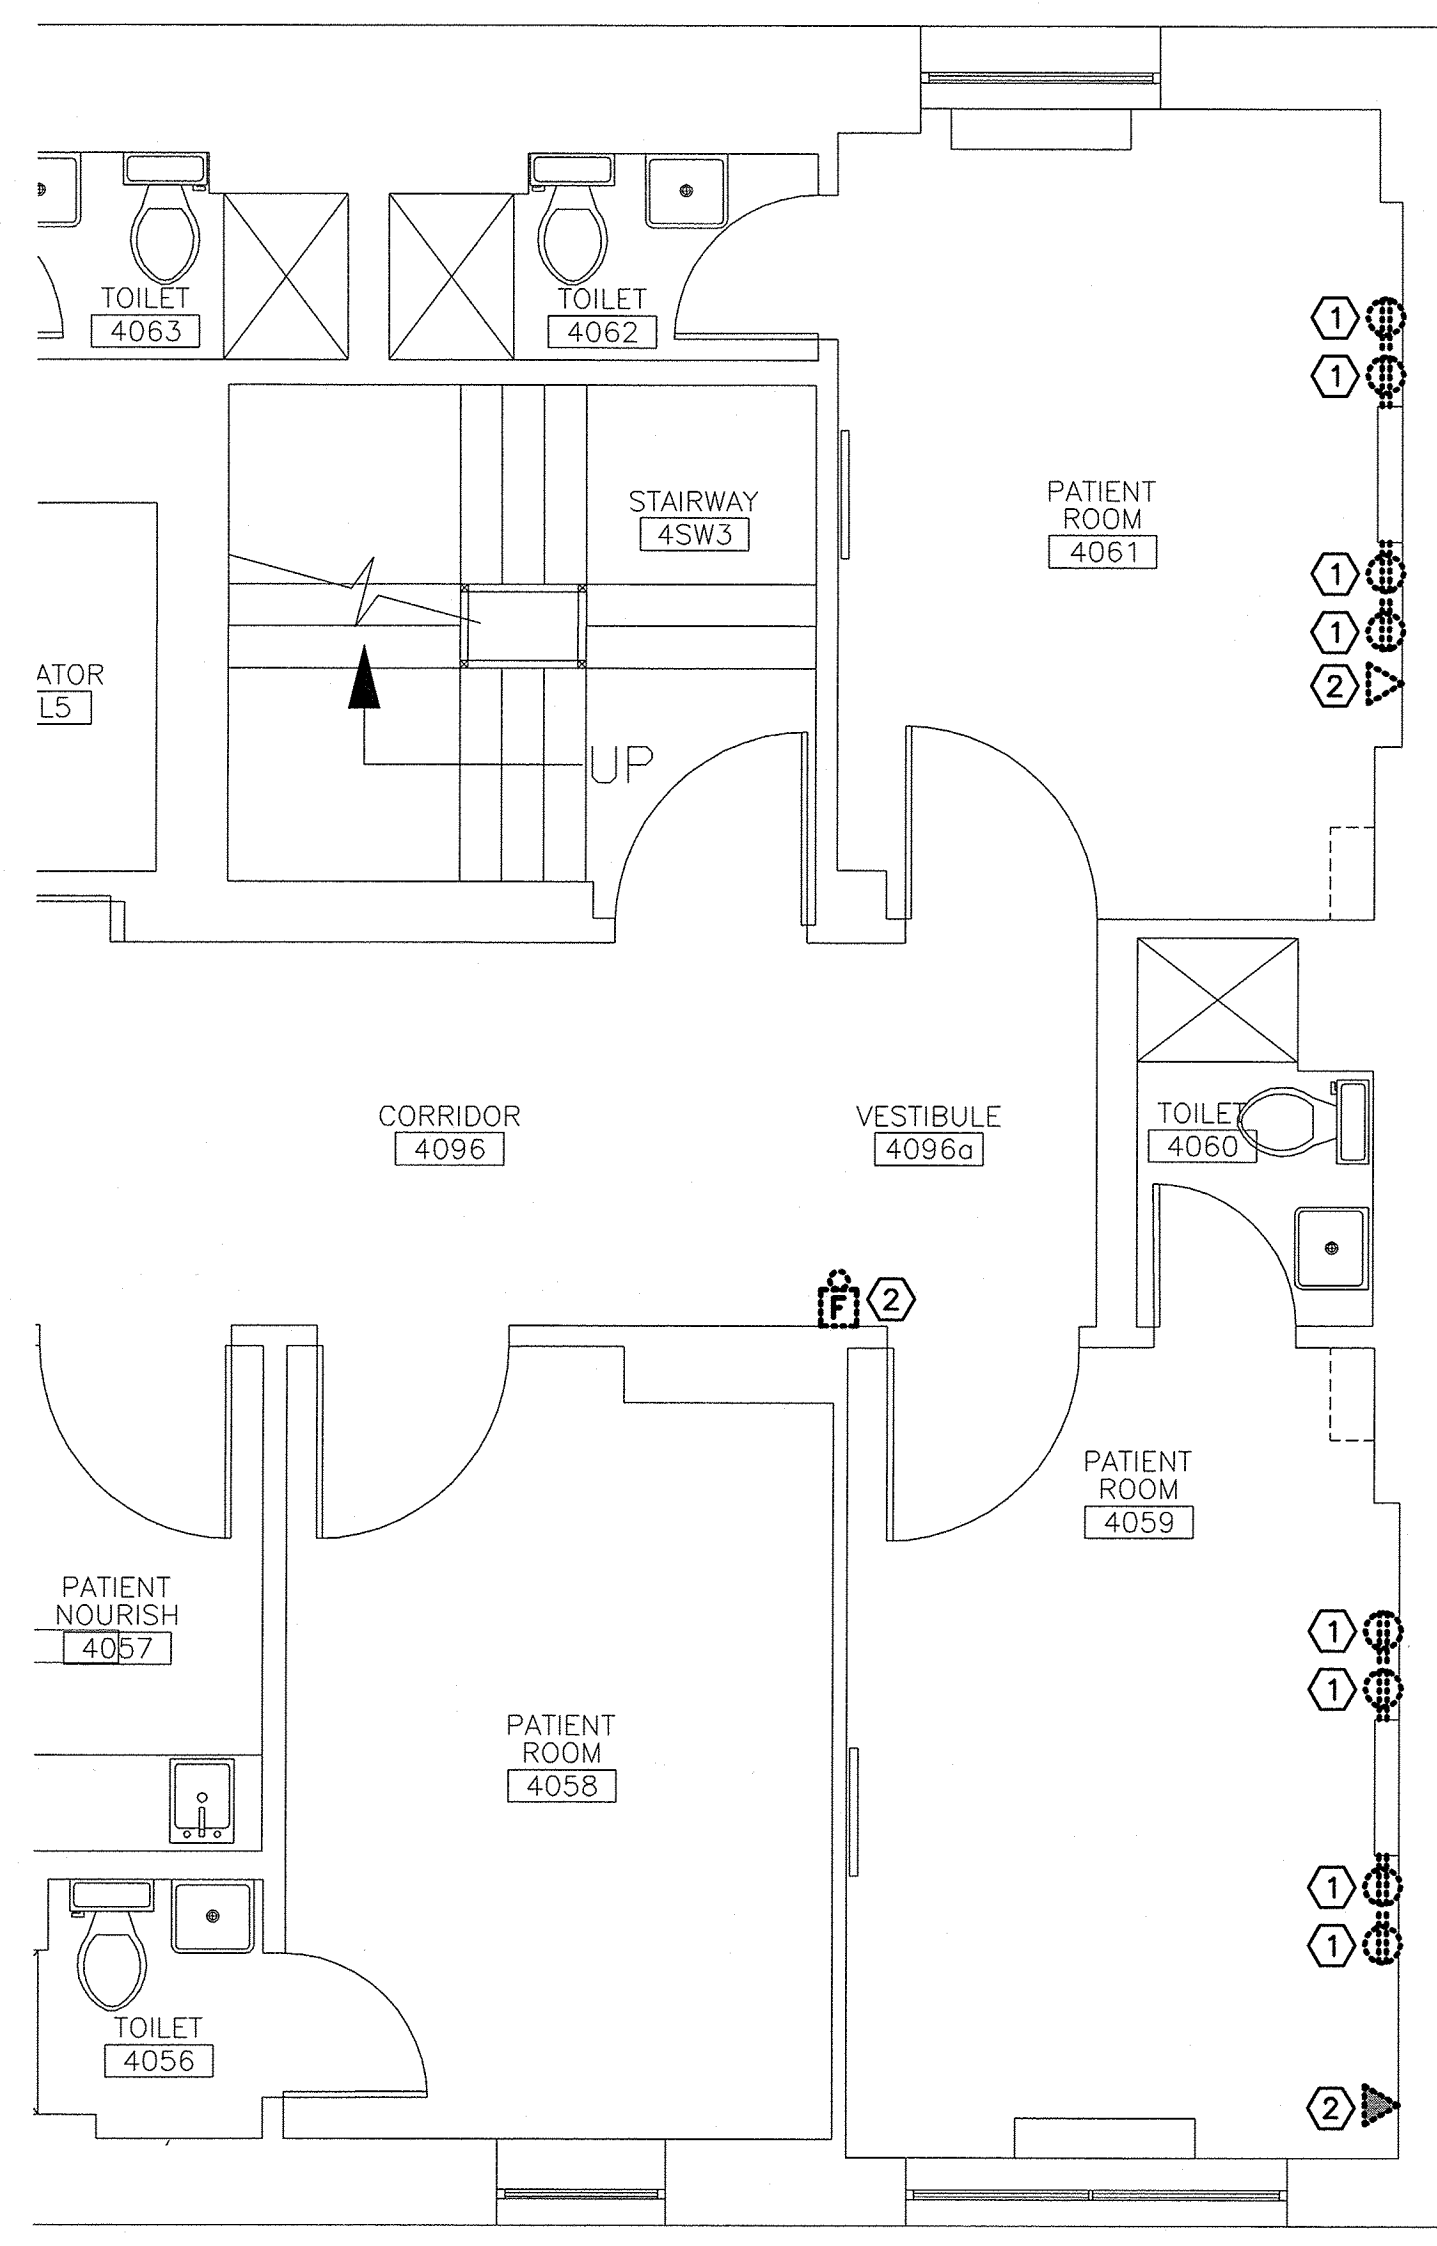 TOILET
4063
TOILET
4062
1
1
STAIRWAY
4SW3
PATIENT
ROOM
4061
1
1
2
ATOR
L5
UP
CORRIDOR
4096
VESTIBULE
4096a
TOILET
4060
F
2
PATIENT
ROOM
4059
PATIENT
NOURISH
4057
1
1
PATIENT
ROOM
4058
1
1
TOILET
4056
2